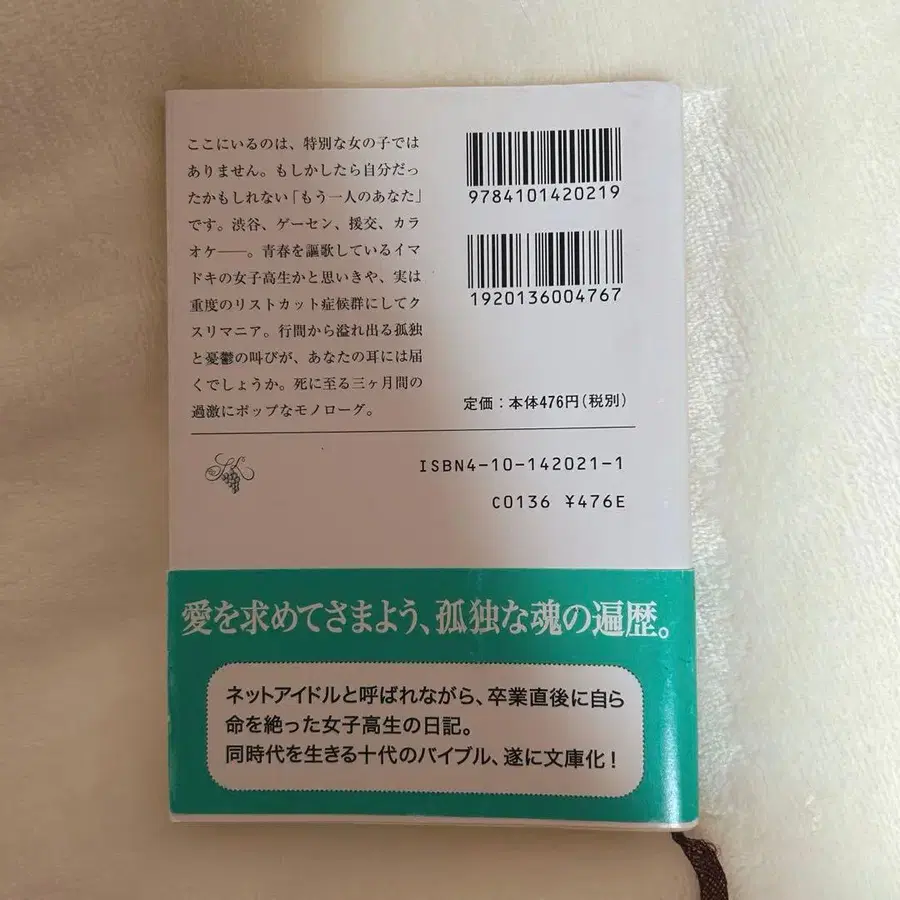 ここにいるのは、特別な女の子では
ありません。もしかしたら自分だっ
たかもしれない「もう一人のあなた」
です。渋谷、ゲーセン、援交、カラ
オケ──。青春を謳歌しているイマ
ドキの女子高生かと思いきや、実は
重度のリストカット症候群にしてク
スリマニア。行間から溢れ出る孤独
と憂鬱の叫びが、あなたの耳には届
くでしょうか。死に至る三ヶ月間の
過激にポップなモノローグ。
9784101420219
1920136004767
定価：本体476円（税別）
ISBN4-10-142021-1
C0136 ¥476E
愛を求めてさまよう、孤独な魂の遍歴。
ネットアイドルと呼ばれながら、卒業直後に自ら
命を絶った女子高生の日記。
同時代を生きる十代のバイブル、遂に文庫化！